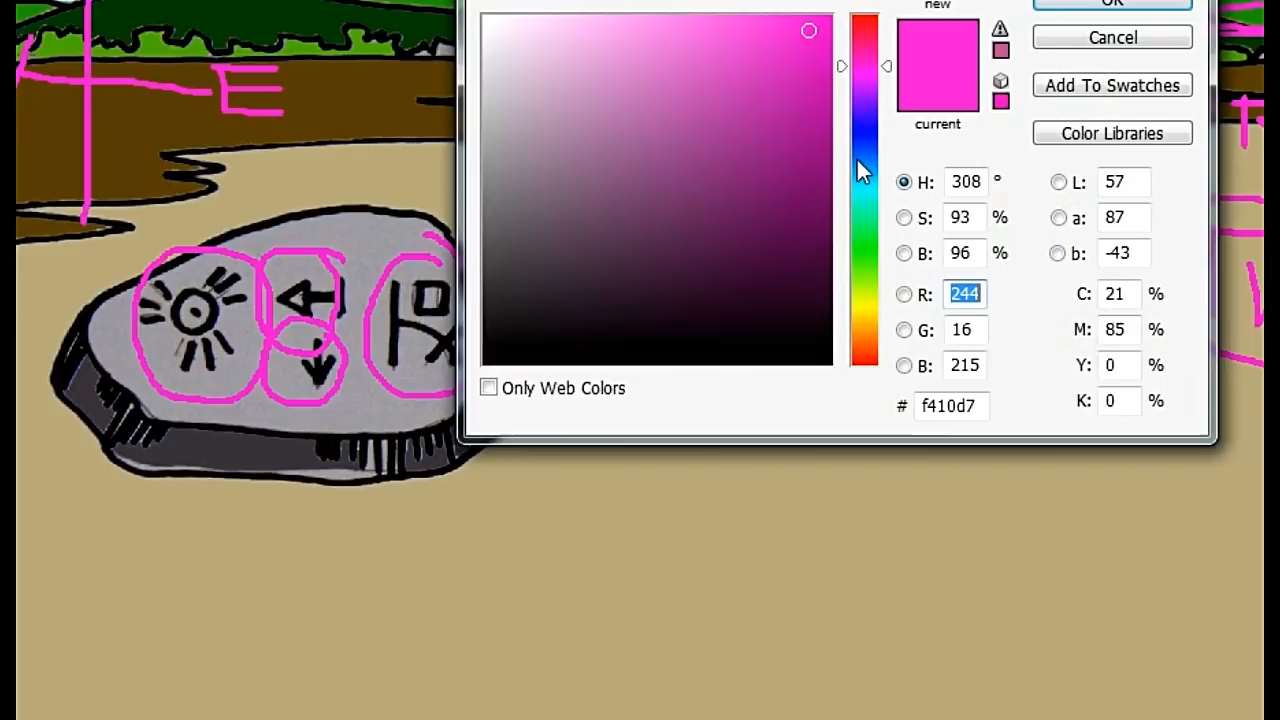 new
OK
Cancel
Add To Swatches
current
Color Libraries
H: 308 °
L: 57
S: 93 %
a: 87
B: 96 %
b: -43
R: 244
C: 21 %
G: 16
M: 85 %
B: 215
Y: 0 %
Only Web Colors
# f410d7
K: 0 %
E